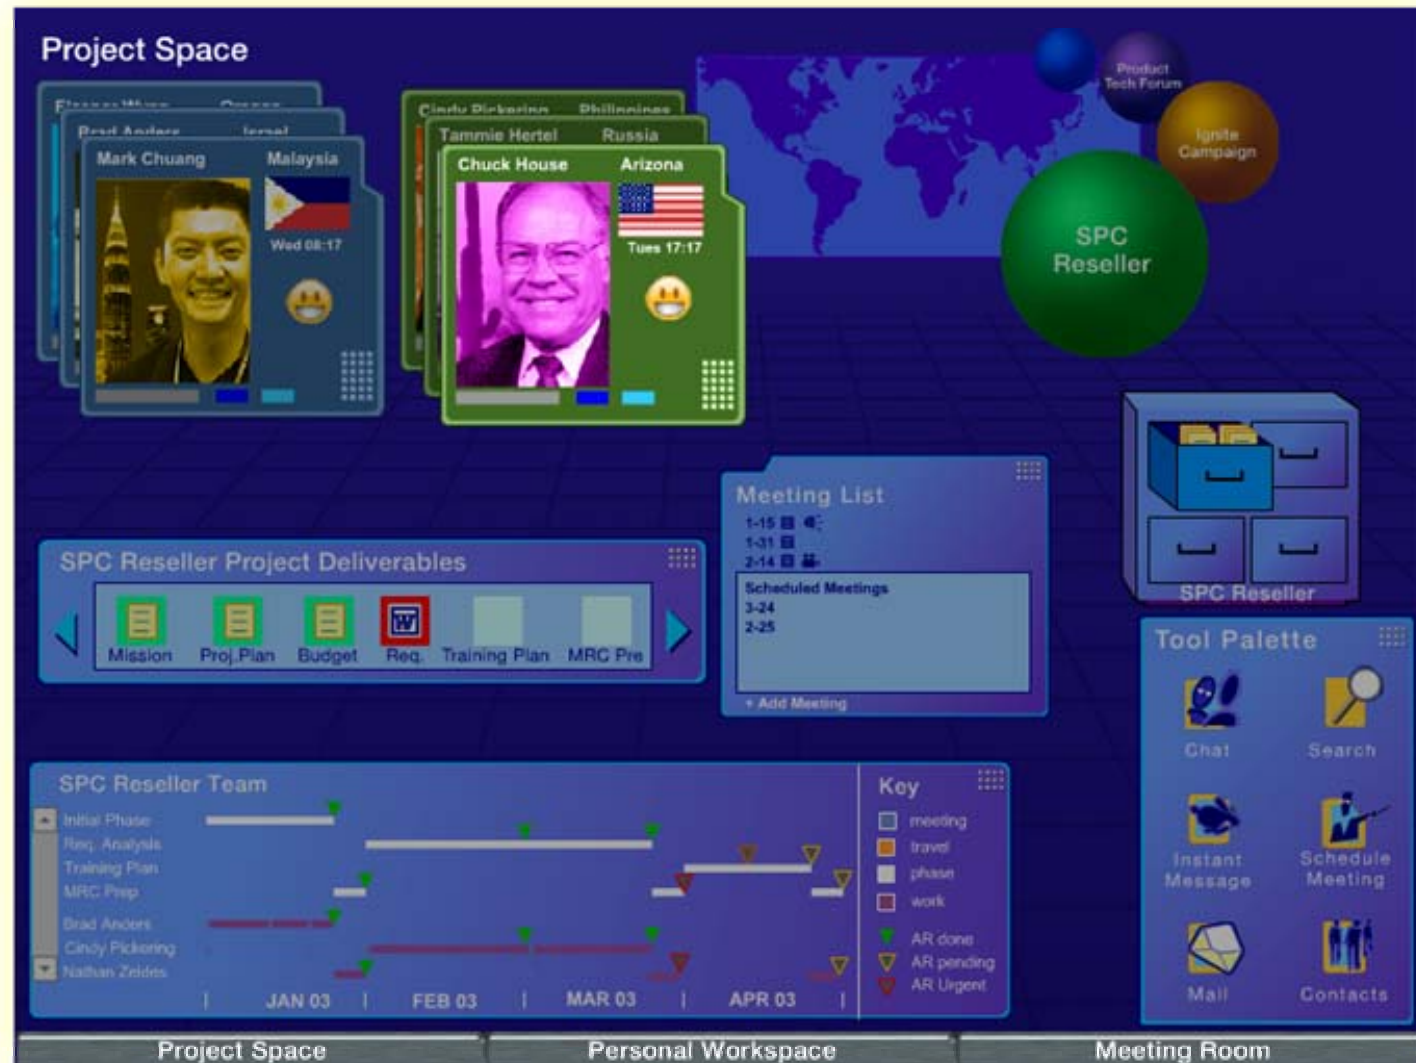 Project Space
Eleanor Wynn Oregon
Brad Anders Israel
Mark Chuang Malaysia
Wed 08:17
Cindy Pickering Philippines
Tammie Hertel Russia
Chuck House Arizona
Tues 17:17
Product
Tech Forum
Ignite
Campaign
SPC
Reseller
Meeting List
1-15
1-31
2-14
Scheduled Meetings
3-24
2-25
+ Add Meeting
SPC Reseller
SPC Reseller Project Deliverables
W
Mission Proj.Plan Budget Req. Training Plan MRC Pre
Tool Palette
Chat Search
Instant
Message
Schedule
Meeting
Mail Contacts
SPC Reseller Team
Initial Phase
Req. Analysis
Training Plan
MRC Prep
Brad Anders
Cindy Pickering
Nathan Zeldes
JAN 03 FEB 03 MAR 03 APR 03
Key
meeting
travel
phase
work
AR done
AR pending
AR Urgent
Project Space Personal Workspace Meeting Room